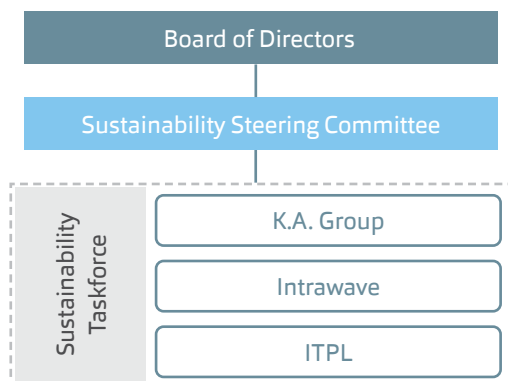 Board of Directors
Sustainability Steering Committee
Sustainability
Taskforce
K.A. Group
Intrawave
ITPL